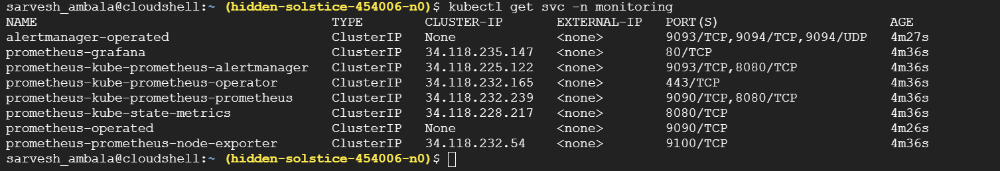 sarvesh_ambala@cloudshell:~ (hidden-solstice-454006-n0)$ kubectl get svc -n monitoring
NAME TYPE CLUSTER-IP EXTERNAL-IP PORT(S) AGE
alertmanager-operated ClusterIP None <none> 9093/TCP,9094/TCP,9094/UDP 4m27s
prometheus-grafana ClusterIP 34.118.235.147 <none> 80/TCP 4m36s
prometheus-kube-prometheus-alertmanager ClusterIP 34.118.225.122 <none> 9093/TCP,8080/TCP 4m36s
prometheus-kube-prometheus-operator ClusterIP 34.118.232.165 <none> 443/TCP 4m36s
prometheus-kube-prometheus-prometheus ClusterIP 34.118.232.239 <none> 9090/TCP,8080/TCP 4m36s
prometheus-kube-state-metrics ClusterIP 34.118.228.217 <none> 8080/TCP 4m36s
prometheus-operated ClusterIP None <none> 9090/TCP 4m26s
prometheus-prometheus-node-exporter ClusterIP 34.118.232.54 <none> 9100/TCP 4m36s
sarvesh_ambala@cloudshell:~ (hidden-solstice-454006-n0)$